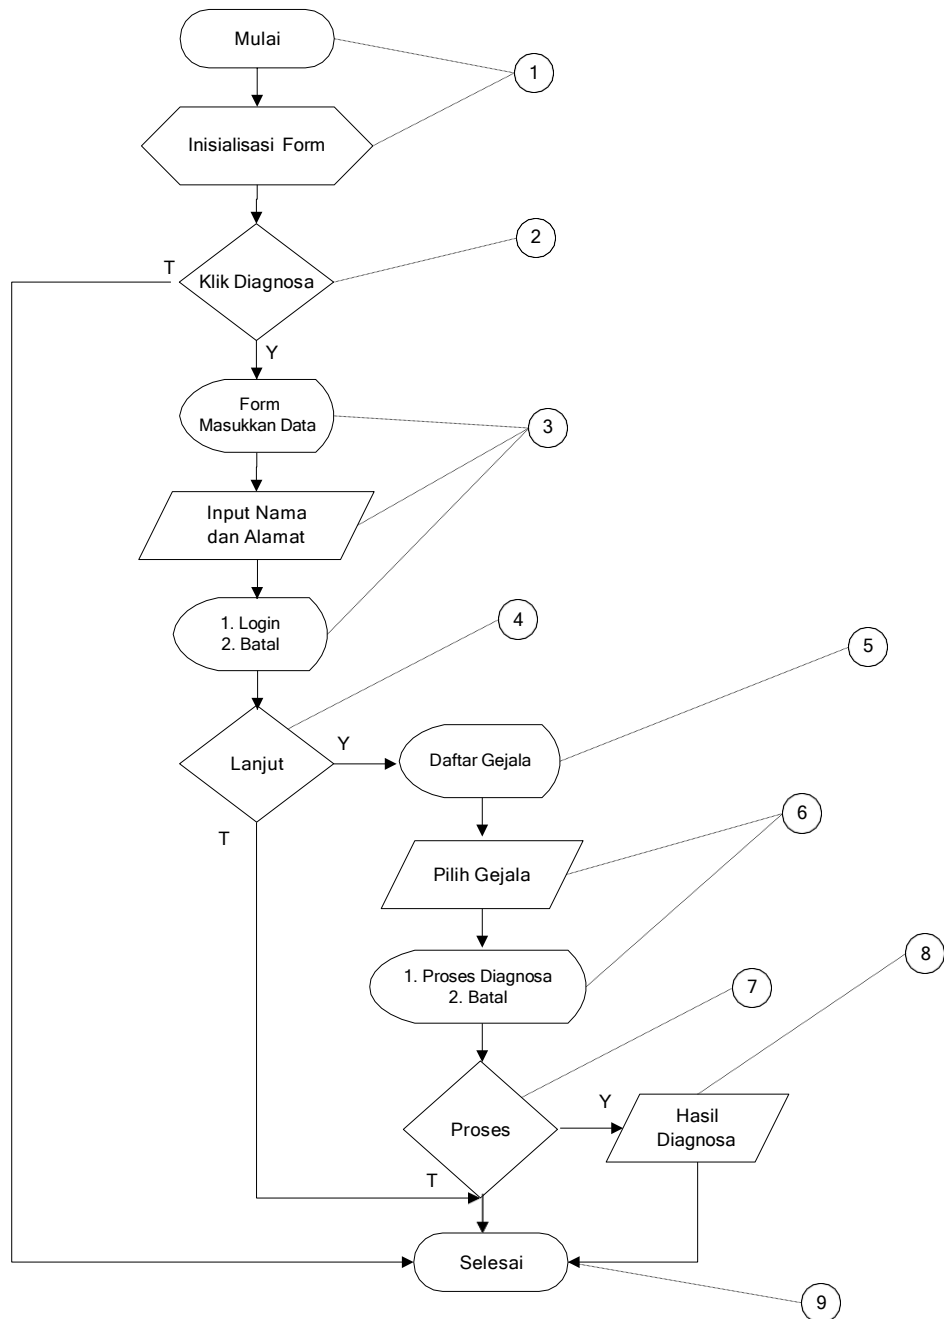 Mulai
1
Inisialisasi Form
2
T
Klik Diagnosa
Y
Form
Masukkan Data
3
Input Nama
dan Alamat
1. Login
2. Batal
4
5
Y
Lanjut
Daftar Gejala
T
6
Pilih Gejala
8
1. Proses Diagnosa
2. Batal
7
Y
Hasil
Diagnosa
Proses
T
Selesai
9